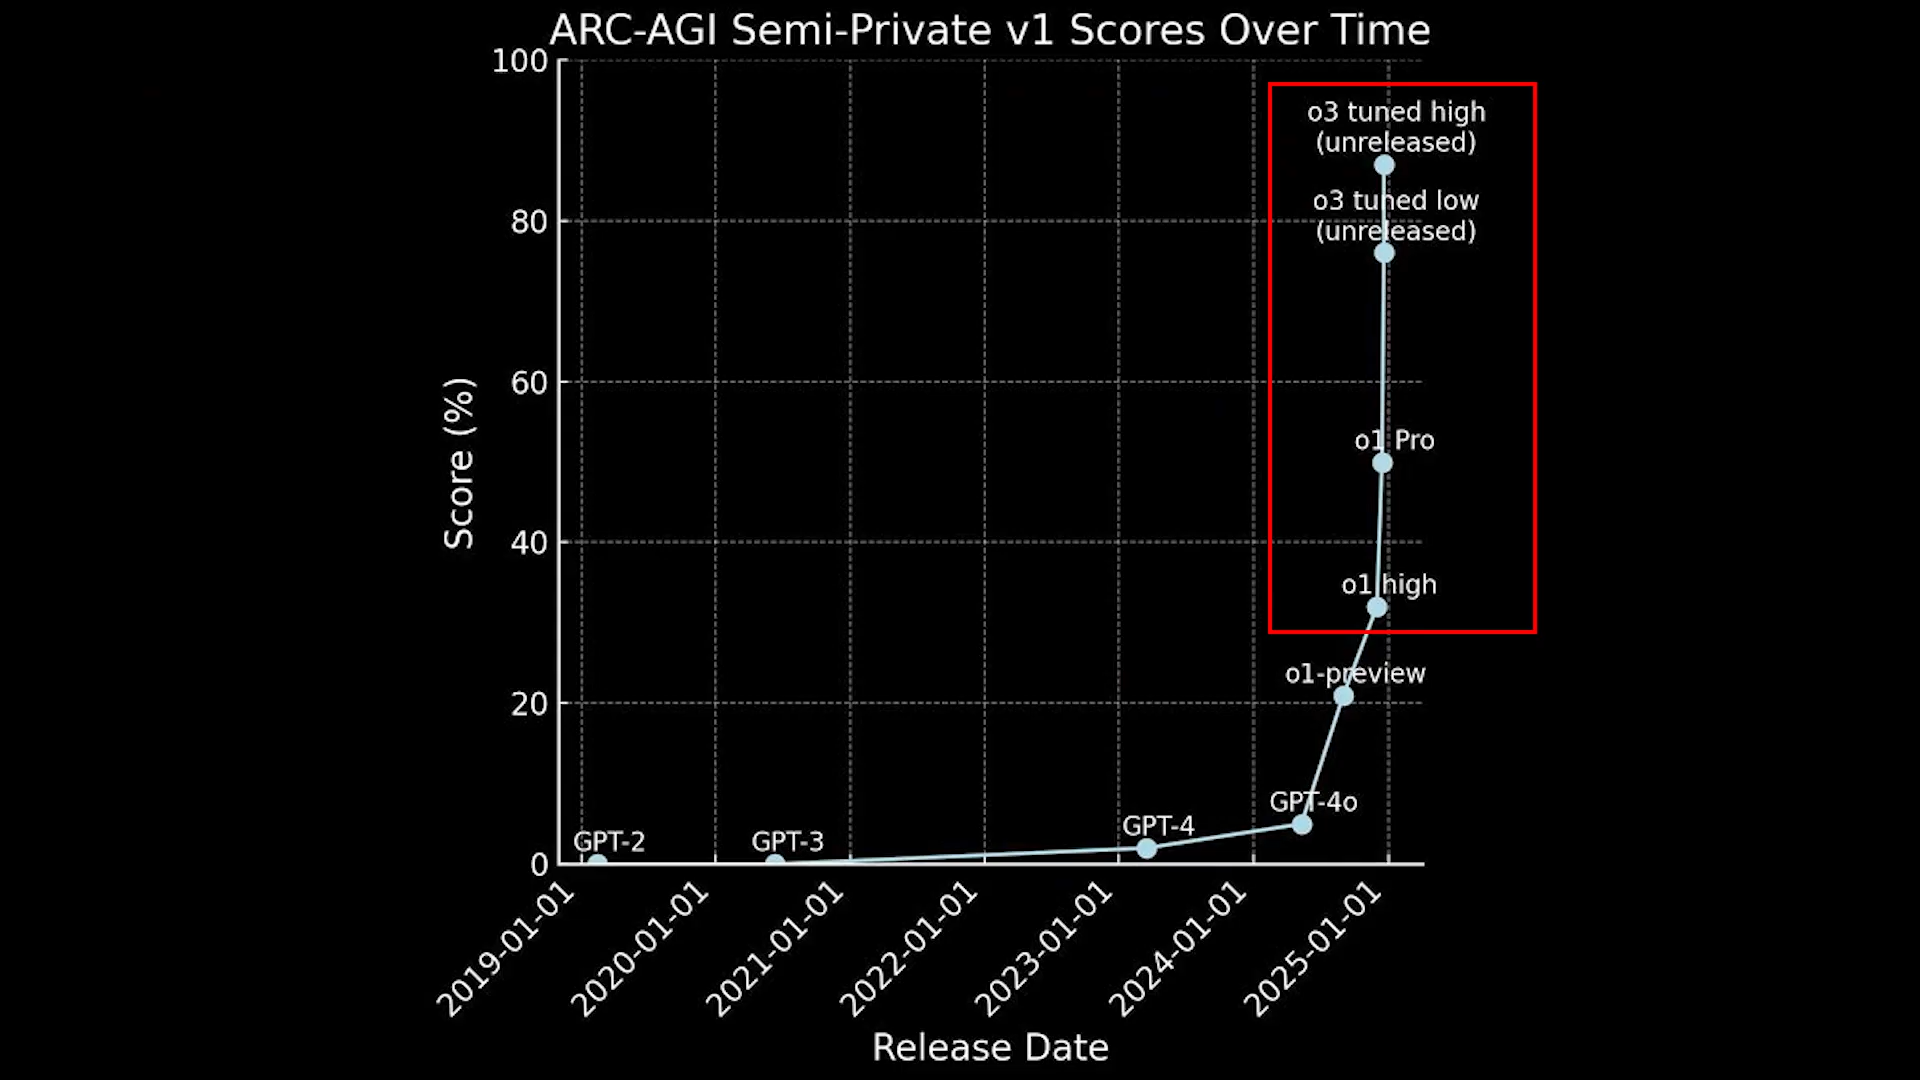 ARC-AGI Semi-Private v1 Scores Over Time
100
80
60
40
20
0
Score (%)
o3 tuned high
(unreleased)
o3 tuned low
(unreleased)
o1 Pro
o1 high
o1-preview
GPT-4o
GPT-4
GPT-3
GPT-2
2019-01-01
2020-01-01
2021-01-01
2022-01-01
2023-01-01
2024-01-01
2025-01-01
Release Date